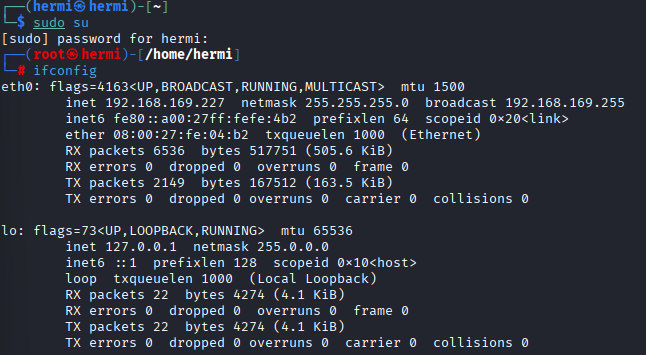 ┌──(hermi㉿hermi)-[~]
└─$ sudo su
[sudo] password for hermi:
┌──(root㉿hermi)-[/home/hermi]
└─# ifconfig
eth0: flags=4163<UP,BROADCAST,RUNNING,MULTICAST>  mtu 1500
        inet 192.168.169.227  netmask 255.255.255.0  broadcast 192.168.169.255
        inet6 fe80::a00:27ff:fefe:4b2  prefixlen 64  scopeid 0x20<link>
        ether 08:00:27:fe:04:b2  txqueuelen 1000  (Ethernet)
        RX packets 6536  bytes 517751 (505.6 KiB)
        RX errors 0  dropped 0  overruns 0  frame 0
        TX packets 2149  bytes 167512 (163.5 KiB)
        TX errors 0  dropped 0 overruns 0  carrier 0  collisions 0

lo: flags=73<UP,LOOPBACK,RUNNING>  mtu 65536
        inet 127.0.0.1  netmask 255.0.0.0
        inet6 ::1  prefixlen 128  scopeid 0x10<host>
        loop  txqueuelen 1000  (Local Loopback)
        RX packets 22  bytes 4274 (4.1 KiB)
        RX errors 0  dropped 0  overruns 0  frame 0
        TX packets 22  bytes 4274 (4.1 KiB)
        TX errors 0  dropped 0 overruns 0  carrier 0  collisions 0